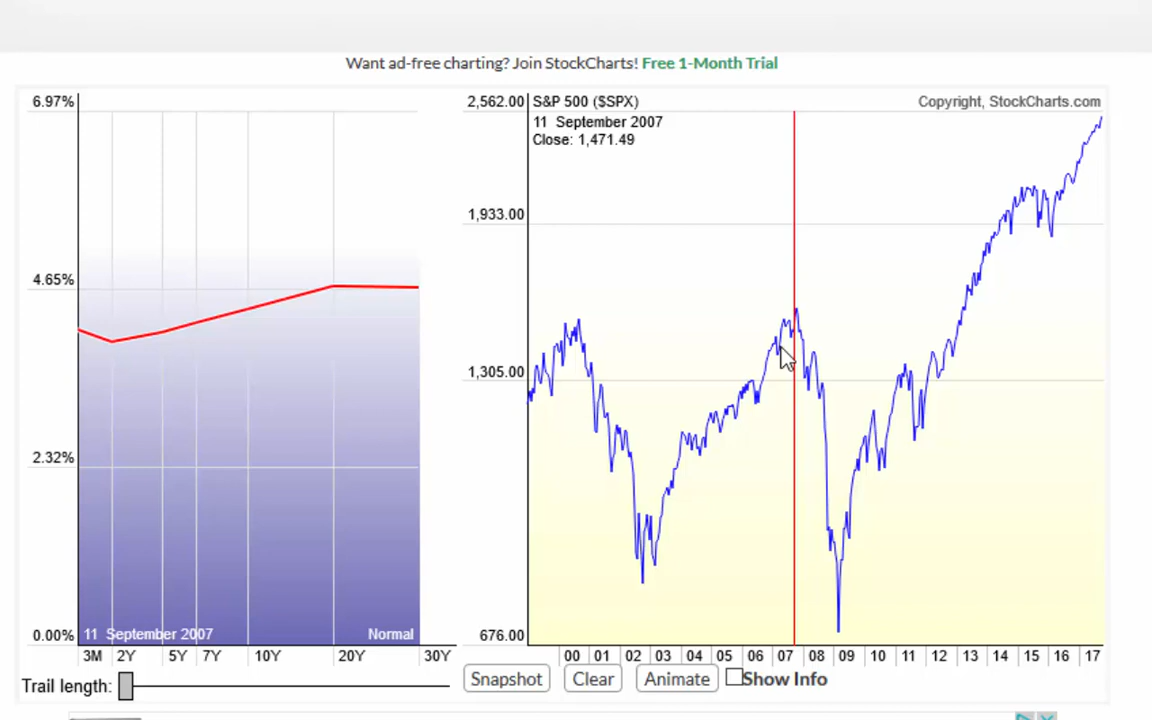 Want ad-free charting? Join StockCharts! Free 1-Month Trial
6.97%
4.65%
2.32%
0.00%
11 September 2007 Normal
3M 2Y 5Y 7Y 10Y 20Y 30Y
Trail length:
2,562.00 S&P 500 ($SPX) Copyright, StockCharts.com
11 September 2007
Close: 1,471.49
1,933.00
1,305.00
676.00
00 01 02 03 04 05 06 07 08 09 10 11 12 13 14 15 16 17
Snapshot Clear Animate Show Info